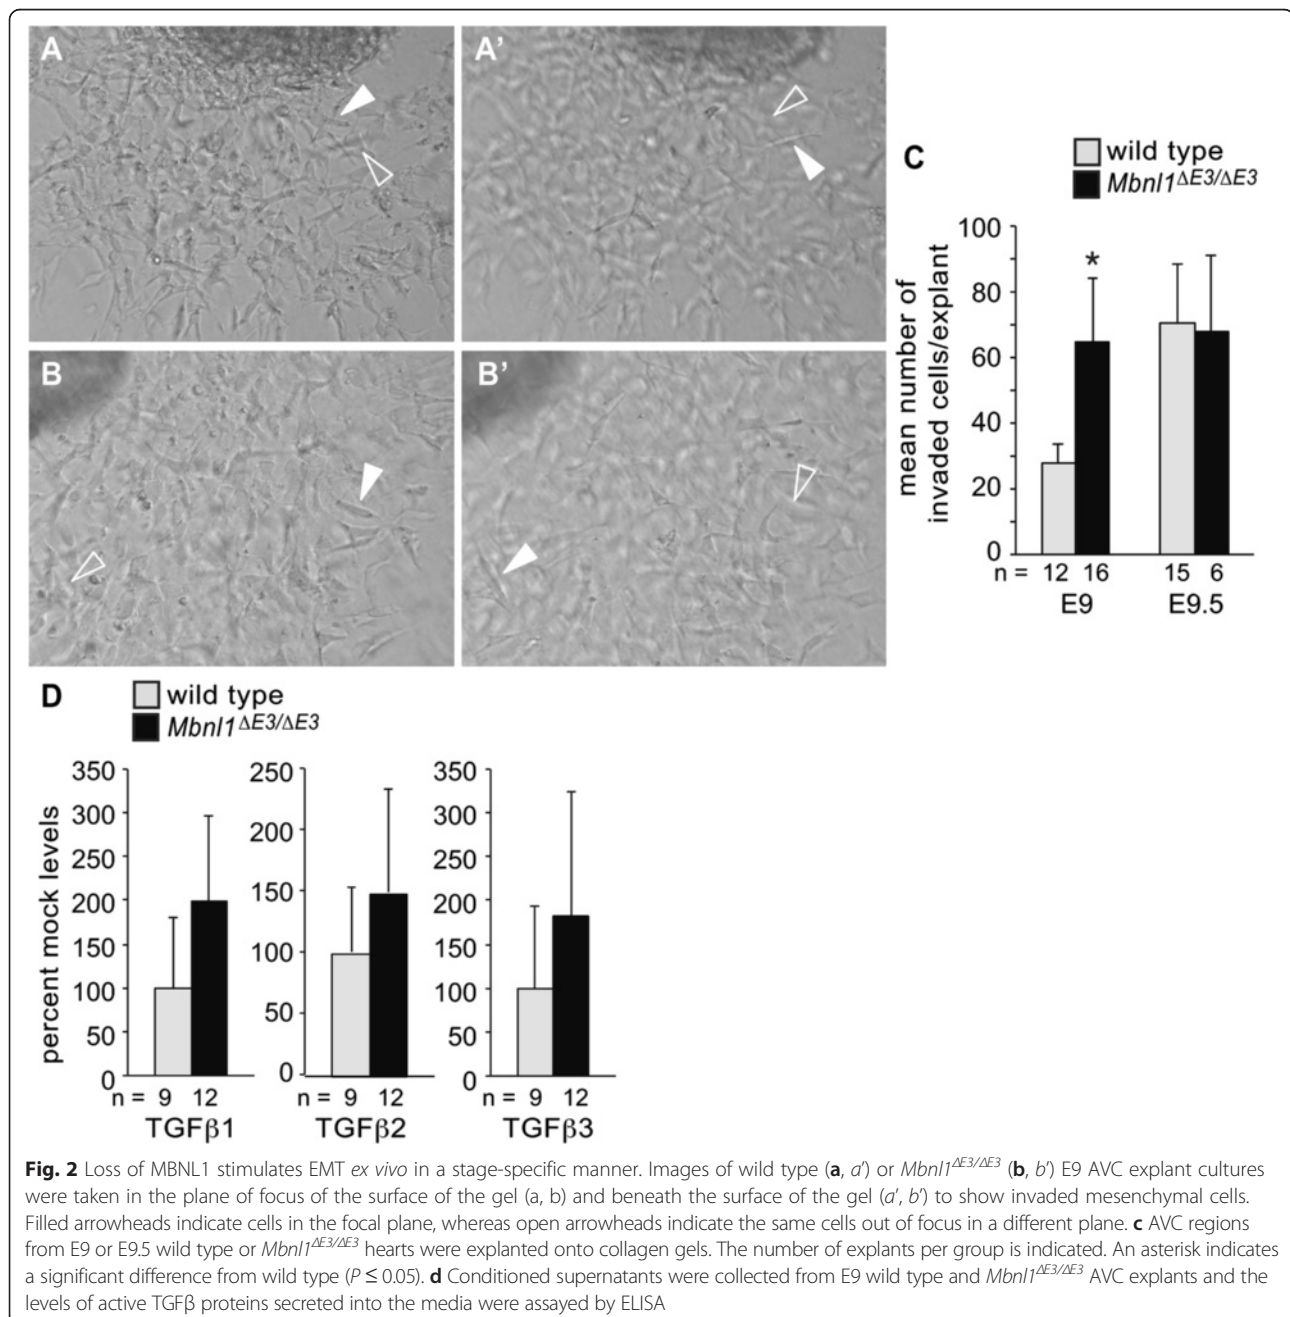 A
A'
B
B'
C
wild type
Mbnl1ΔE3/ΔE3
mean number of
invaded cells/explant
100
80
60
40
20
0
*
n = 12 16 15 6
E9 E9.5
D
wild type
Mbnl1ΔE3/ΔE3
percent mock levels
350
300
250
200
150
100
50
0
n = 9 12
TGFβ1
250
200
150
100
50
0
n = 9 12
TGFβ2
350
300
250
200
150
100
50
0
n = 9 12
TGFβ3
Fig. 2 Loss of MBNL1 stimulates EMT ex vivo in a stage-specific manner. Images of wild type (a, a′) or Mbnl1ΔE3/ΔE3 (b, b′) E9 AVC explant cultures
were taken in the plane of focus of the surface of the gel (a, b) and beneath the surface of the gel (a′, b′) to show invaded mesenchymal cells.
Filled arrowheads indicate cells in the focal plane, whereas open arrowheads indicate the same cells out of focus in a different plane. c AVC regions
from E9 or E9.5 wild type or Mbnl1ΔE3/ΔE3 hearts were explanted onto collagen gels. The number of explants per group is indicated. An asterisk indicates
a significant difference from wild type (P ≤ 0.05). d Conditioned supernatants were collected from E9 wild type and Mbnl1ΔE3/ΔE3 AVC explants and the
levels of active TGFβ proteins secreted into the media were assayed by ELISA